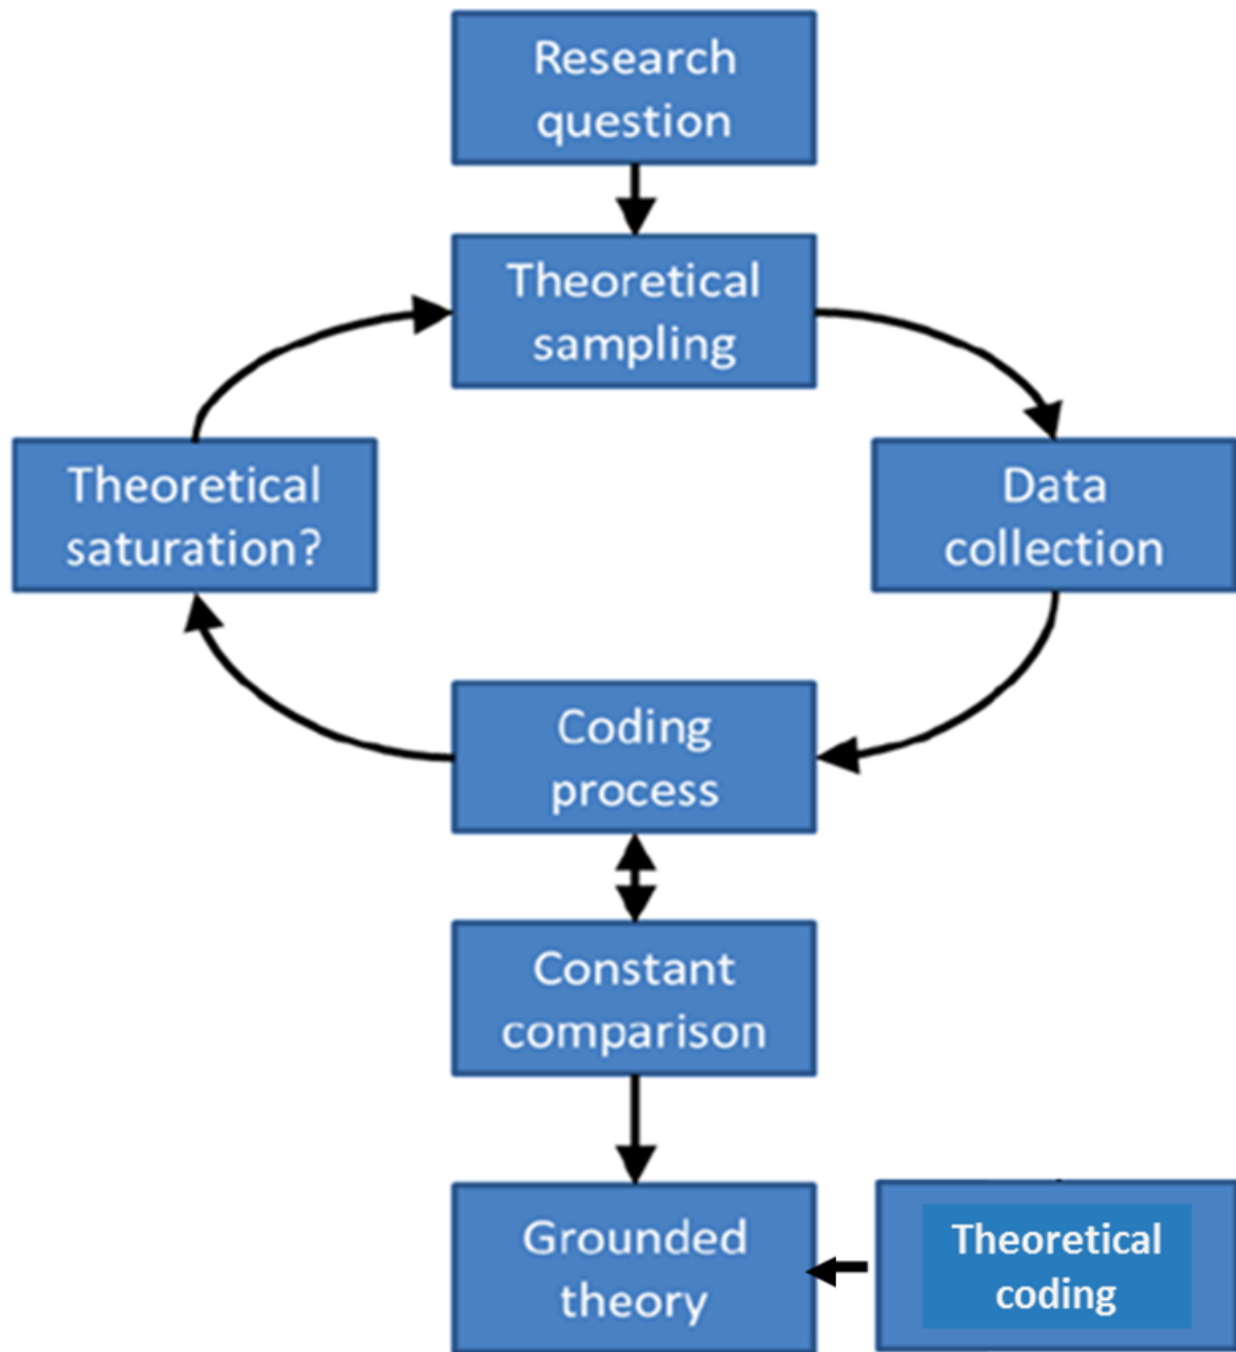 Research
question
Theoretical
sampling
Theoretical
saturation?
Data
collection
Coding
process
Constant
comparison
Grounded
theory
Theoretical
coding